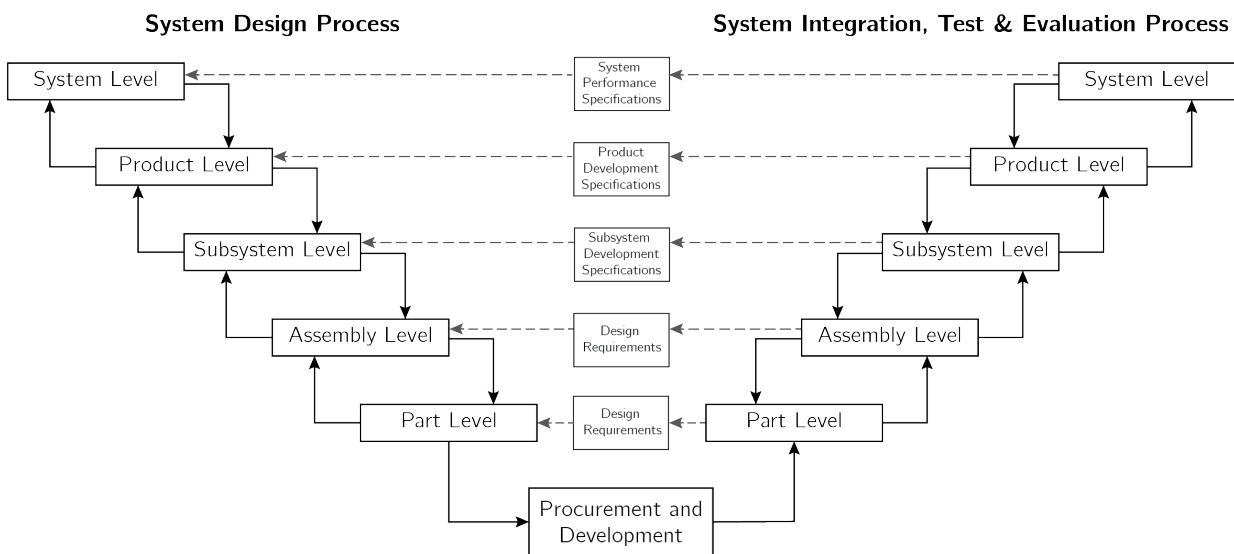 System Design Process
System Integration, Test & Evaluation Process
System Level
System
Performance
Specifications
System Level
Product Level
Product
Development
Specifications
Product Level
Subsystem Level
Subsystem
Development
Specifications
Subsystem Level
Assembly Level
Design
Requirements
Assembly Level
Part Level
Design
Requirements
Part Level
Procurement and
Development